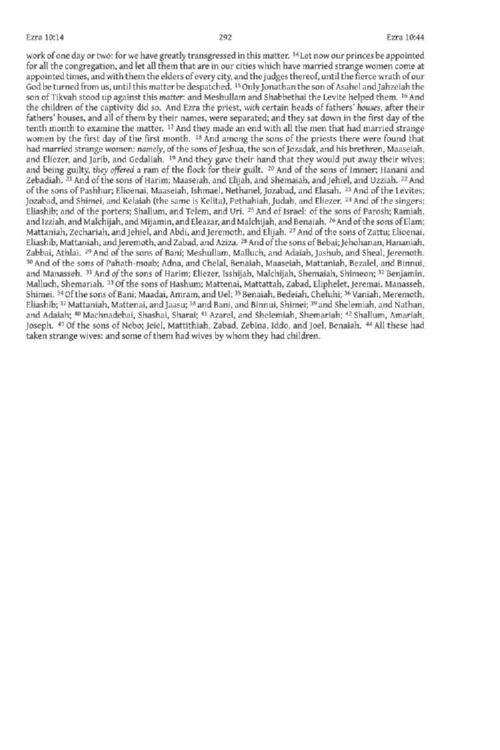 Ezra 10:14 292 Ezra 10:44
work of one day or two: for we have greatly transgressed in this matter. 14 Let now our princes be appointed
for all the congregation, and let all them that are in our cities which have married strange women come at
appointed times, and with them the elders of every city, and the judges thereof, until the fierce wrath of our
God be turned from us, until this matter be despatched. 15 Only Jonathan the son of Asahel and Jahzeiah the
son of Tikvah stood up against this matter: and Meshullam and Shabbethai the Levite helped them. 16 And
the children of the captivity did so. And Ezra the priest, with certain heads of fathers' houses, after their
fathers' houses, and all of them by their names, were separated; and they sat down in the first day of the
tenth month to examine the matter. 17 And they made an end with all the men that had married strange
women by the first day of the first month. 18 And among the sons of the priests there were found that
had married strange women: namely, of the sons of Jeshua, the son of Jozadak, and his brethren, Maaseiah,
and Eliezer, and Jarib, and Gedaliah. 19 And they gave their hand that they would put away their wives;
and being guilty, they offered a ram of the flock for their guilt. 20 And of the sons of Immer; Hanani and
Zebadiah. 21 And of the sons of Harim; Maaseiah, and Elijah, and Shemaiah, and Jehiel, and Uzziah. 22 And
of the sons of Pashhur; Elioenai, Maaseiah, Ishmael, Nethanel, Jozabad, and Elasah. 23 And of the Levites;
Jozabad, and Shimei, and Kelaiah (the same is Kelita), Pethahiah, Judah, and Eliezer. 24 And of the singers;
Eliashib; and of the porters; Shallum, and Telem, and Uri. 25 And of Israel: of the sons of Parosh; Ramiah,
and Izziah, and Malchijah, and Mijamin, and Eleazar, and Malchijah, and Benaiah. 26 And of the sons of Elam;
Mattaniah, Zechariah, and Jehiel, and Abdi, and Jeremoth, and Elijah. 27 And of the sons of Zattu; Elioenai,
Eliashib, Mattaniah, and Jeremoth, and Zabad, and Aziza. 28 And of the sons of Bebai; Jehohanan, Hananiah,
Zabbai, Athlai. 29 And of the sons of Bani; Meshullam, Malluch, and Adaiah, Jashub, and Sheal, Jeremoth.
30 And of the sons of Pahath-moab; Adna, and Chelal, Benaiah, Maaseiah, Mattaniah, Bezalel, and Binnui,
and Manasseh. 31 And of the sons of Harim; Eliezer, Isshijah, Malchijah, Shemaiah, Shimeon; 32 Benjamin,
Malluch, Shemariah. 33 Of the sons of Hashum; Mattenai, Mattattah, Zabad, Eliphelet, Jeremai, Manasseh,
Shimei. 34 Of the sons of Bani; Maadai, Amram, and Uel; 35 Benaiah, Bedeiah, Cheluhi; 36 Vaniah, Meremoth,
Eliashib; 37 Mattaniah, Mattenai, and Jaasu; 38 and Bani, and Binnui, Shimei; 39 and Shelemiah, and Nathan,
and Adaiah; 40 Machnadebai, Shashai, Sharai; 41 Azarel, and Shelemiah, Shemariah; 42 Shallum, Amariah,
Joseph. 43 Of the sons of Nebo; Jeiel, Mattithiah, Zabad, Zebina, Iddo, and Joel, Benaiah. 44 All these had
taken strange wives: and some of them had wives by whom they had children.